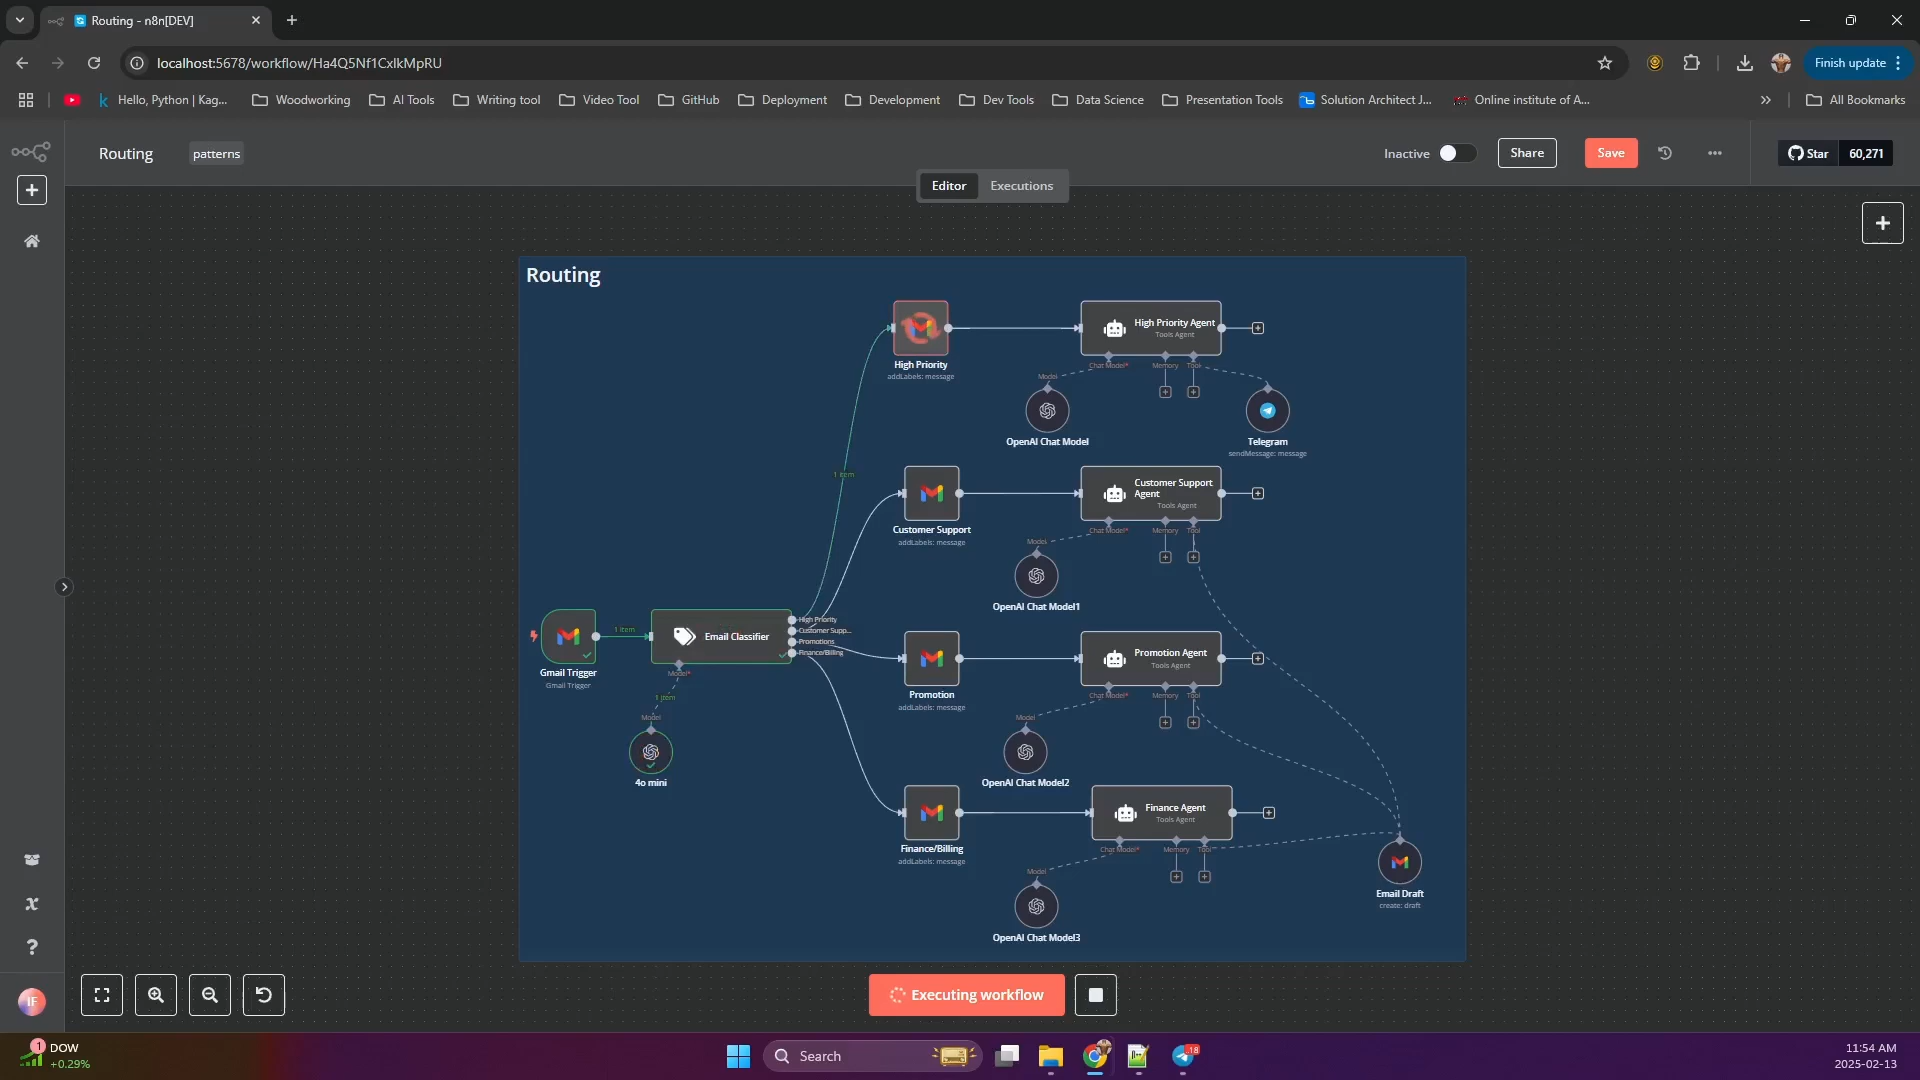 Routing - n8n[DEV]
localhost:5678/workflow/Ha4Q5Nf1CxlkMpRU
Finish update
Hello, Python | Kag...
Woodworking
AI Tools
Writing tool
Video Tool
GitHub
Deployment
Development
Dev Tools
Data Science
Presentation Tools
Solution Architect J...
Online institute of A...
All Bookmarks
Routing
patterns
Inactive
Share
Save
Star
60,271
Editor
Executions
Routing
High Priority
addLabels: message
High Priority Agent
Tools Agent
Chat Model*
Memory
Tool
Model
OpenAI Chat Model
Telegram
sendMessage: message
1 item
Customer Support
addLabels: message
Customer Support
Agent
Tools Agent
Chat Model*
Memory
Tool
Model
OpenAI Chat Model1
Gmail Trigger
Gmail Trigger
1 item
Email Classifier
High Priority
Customer Supp...
Promotions
Finance/Billing
Model*
1 item
Model
4o mini
Promotion
addLabels: message
Promotion Agent
Tools Agent
Chat Model*
Memory
Tool
Model
OpenAI Chat Model2
Finance/Billing
addLabels: message
Finance Agent
Tools Agent
Chat Model*
Memory
Tool
Model
OpenAI Chat Model3
Email Draft
create: draft
Executing workflow
IF
1
DOW
+0.29%
Search
18
11:54 AM
2025-02-13